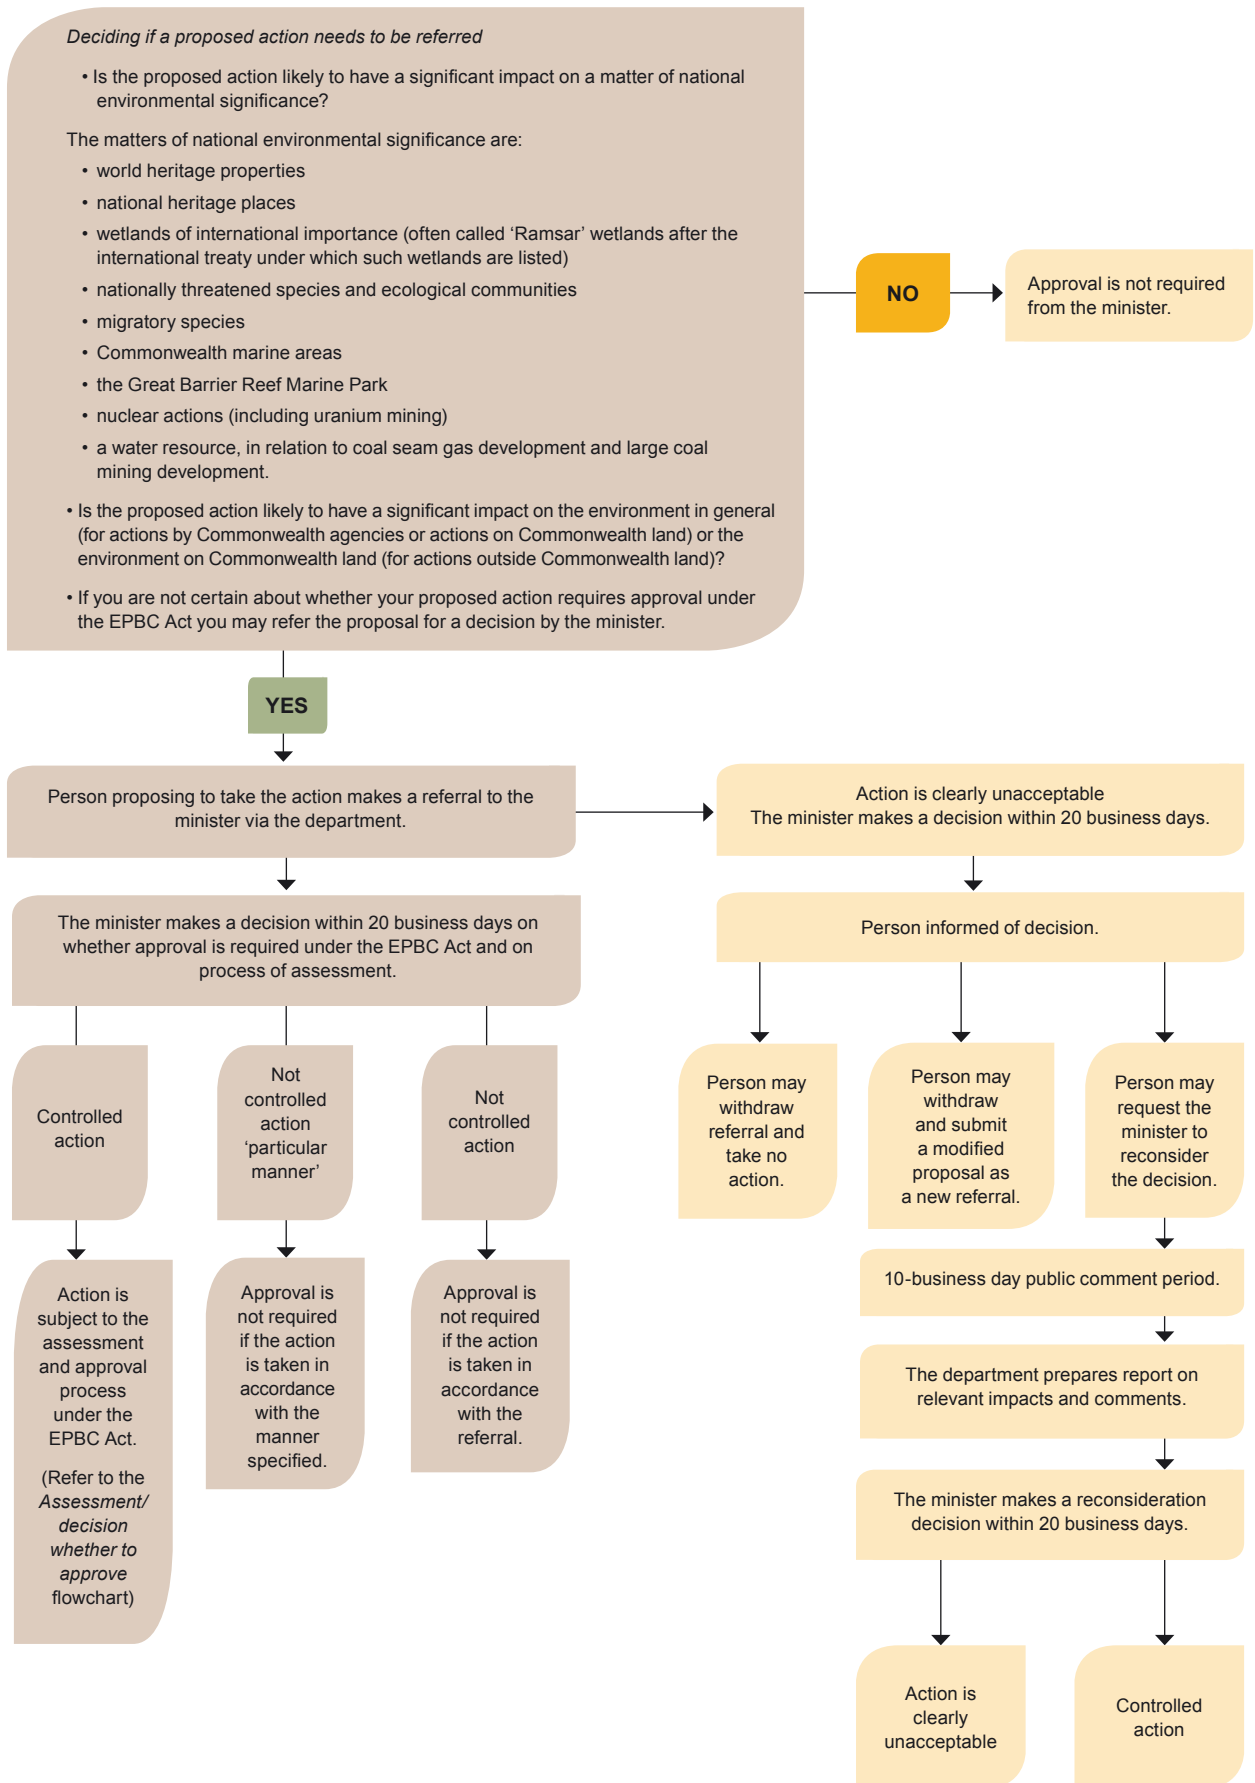 Deciding if a proposed action needs to be referred
• Is the proposed action likely to have a significant impact on a matter of national
environmental significance?
The matters of national environmental significance are:
• world heritage properties
• national heritage places
• wetlands of international importance (often called ‘Ramsar’ wetlands after the
international treaty under which such wetlands are listed)
• nationally threatened species and ecological communities
• migratory species
• Commonwealth marine areas
• the Great Barrier Reef Marine Park
• nuclear actions (including uranium mining)
• a water resource, in relation to coal seam gas development and large coal
mining development.
• Is the proposed action likely to have a significant impact on the environment in general
(for actions by Commonwealth agencies or actions on Commonwealth land) or the
environment on Commonwealth land (for actions outside Commonwealth land)?
• If you are not certain about whether your proposed action requires approval under
the EPBC Act you may refer the proposal for a decision by the minister.
NO
Approval is not required
from the minister.
YES
Person proposing to take the action makes a referral to the
minister via the department.
Action is clearly unacceptable
The minister makes a decision within 20 business days.
The minister makes a decision within 20 business days on
whether approval is required under the EPBC Act and on
process of assessment.
Person informed of decision.
Controlled
action
Not
controlled
action
‘particular
manner’
Not
controlled
action
Person may
withdraw
referral and
take no
action.
Person may
withdraw
and submit
a modified
proposal as
a new referral.
Person may
request the
minister to
reconsider
the decision.
Action is
subject to the
assessment
and approval
process
under the
EPBC Act.
(Refer to the
Assessment/
decision
whether to
approve
flowchart)
Approval is
not required
if the action
is taken in
accordance
with the
manner
specified.
Approval is
not required
if the action
is taken in
accordance
with the
referral.
10-business day public comment period.
The department prepares report on
relevant impacts and comments.
The minister makes a reconsideration
decision within 20 business days.
Action is
clearly
unacceptable
Controlled
action